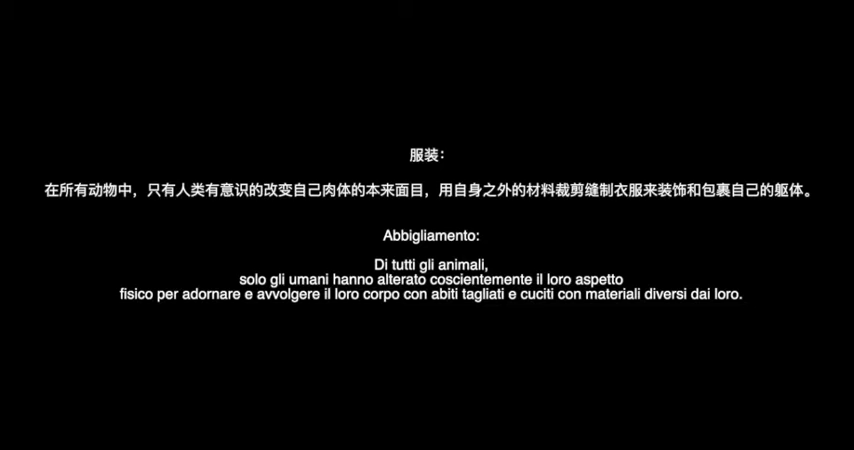 服装：
在所有动物中，只有人类有意识的改变自己肉体的本来面目，用自身之外的材料裁剪缝制衣服来装饰和包裹自己的躯体。
Abbigliamento:
Di tutti gli animali,
solo gli umani hanno alterato coscientemente il loro aspetto
fisico per adornare e avvolgere il loro corpo con abiti tagliati e cuciti con materiali diversi dai loro.